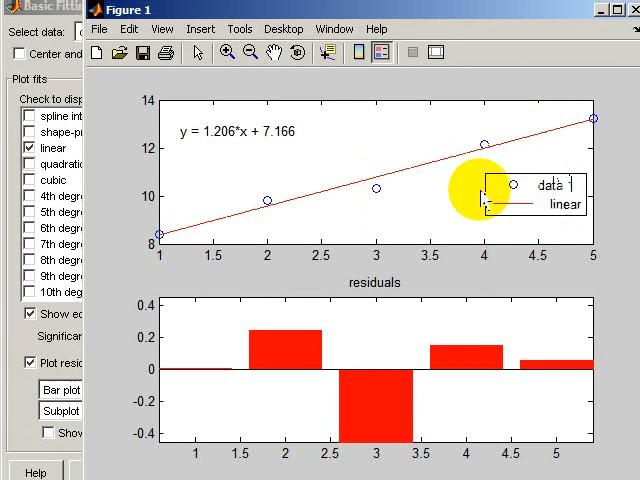 Basic Fitting
Figure 1
File Edit View Insert Tools Desktop Window Help
Select data:
Center and
Plot fits
Check to disp
spline int
shape-pr
linear
quadratic
cubic
4th degre
5th degre
6th degre
7th degre
8th degre
9th degre
10th deg
Show eq
Significan
Plot resid
Bar plot
Subplot
Show
Help
y = 1.206*x + 7.166
14
12
10
8
1 1.5 2 2.5 3 3.5 4 4.5 5
data 1
linear
residuals
0.4
0.2
0
-0.2
-0.4
1 1.5 2 2.5 3 3.5 4 4.5 5